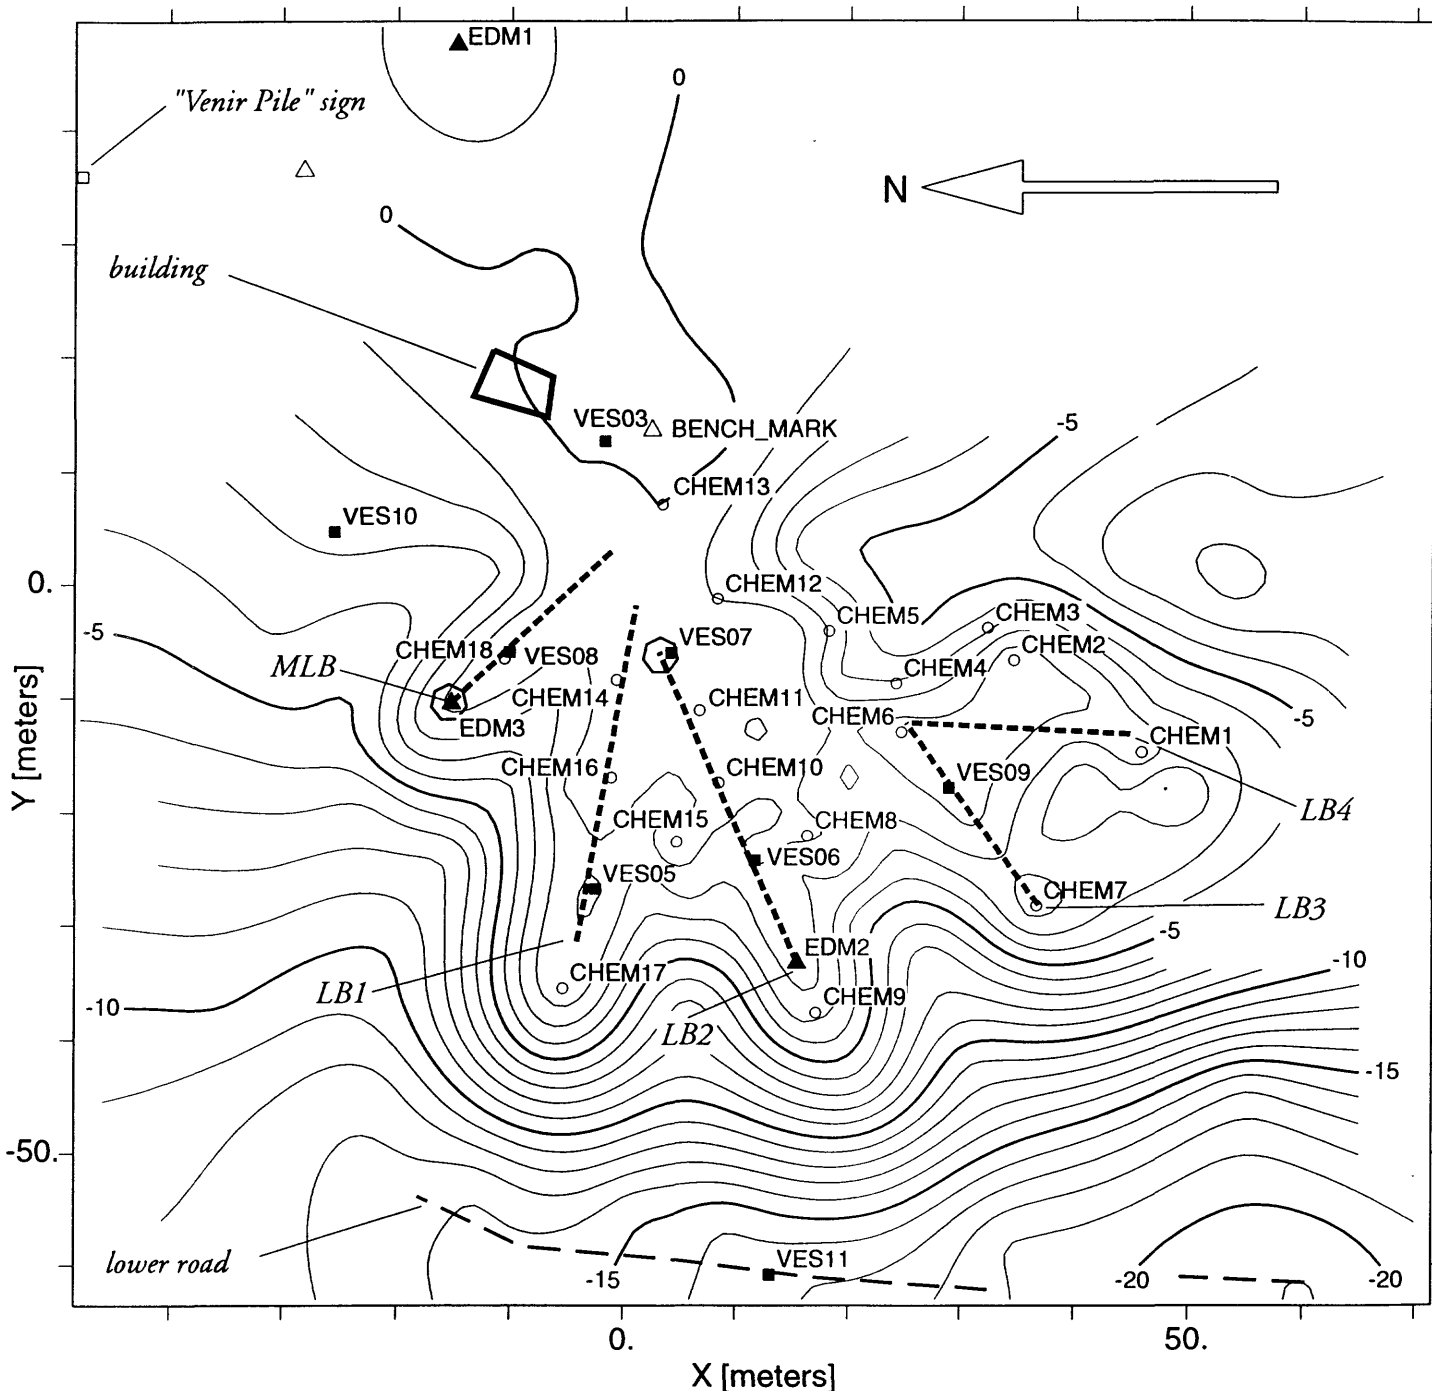 EDM1
0
"Venir Pile" sign
N
0
building
-5
VES03
BENCH_MARK
CHEM13
VES10
0.
CHEM12
CHEM5
CHEM3
-5
VES07
CHEM2
CHEM18
VES08
MLB
CHEM4
CHEM14
CHEM11
CHEM6
-5
EDM3
CHEM1
CHEM16
CHEM10
VES09
Y [meters]
LB4
CHEM15
CHEM8
VES06
VES05
CHEM7
LB3
-5
EDM2
-10
CHEM17
LB1
CHEM9
-10
LB2
-15
-50.
lower road
VES11
-15
-20
-20
0.
50.
X [meters]